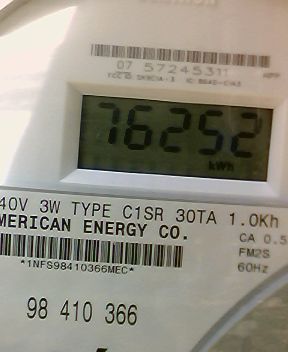 07 57245311
76252
kWh
40V 3W TYPE C1SR 30TA 1.0Kh
MERICAN ENERGY CO.
CA 0.5
*1NFS98410366MEC*
FM2S
60Hz
98 410 366